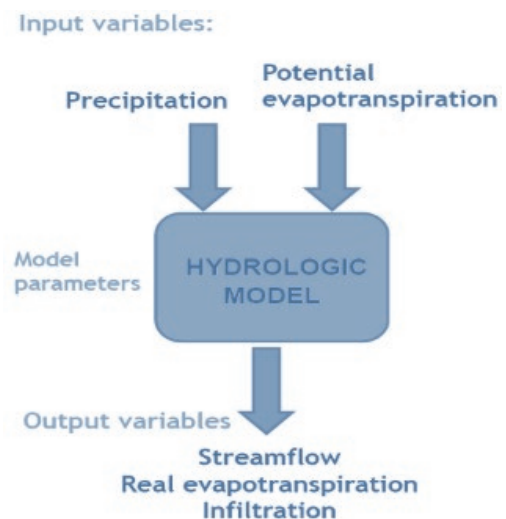 Input variables:
Precipitation
Potential
evapotranspiration
Model
parameters
HYDROLOGIC
MODEL
Output variables
Streamflow
Real evapotranspiration
Infiltration